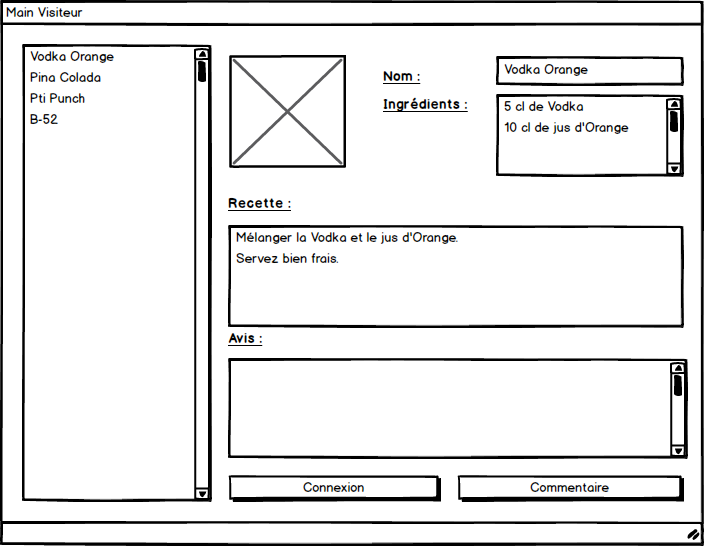 Main Visiteur
Vodka Orange
Pina Colada
Pti Punch
B-52
Nom :
Vodka Orange
Ingrédients :
5 cl de Vodka
10 cl de jus d'Orange
Recette :
Mélanger la Vodka et le jus d'Orange.
Servez bien frais.
Avis :
Connexion
Commentaire